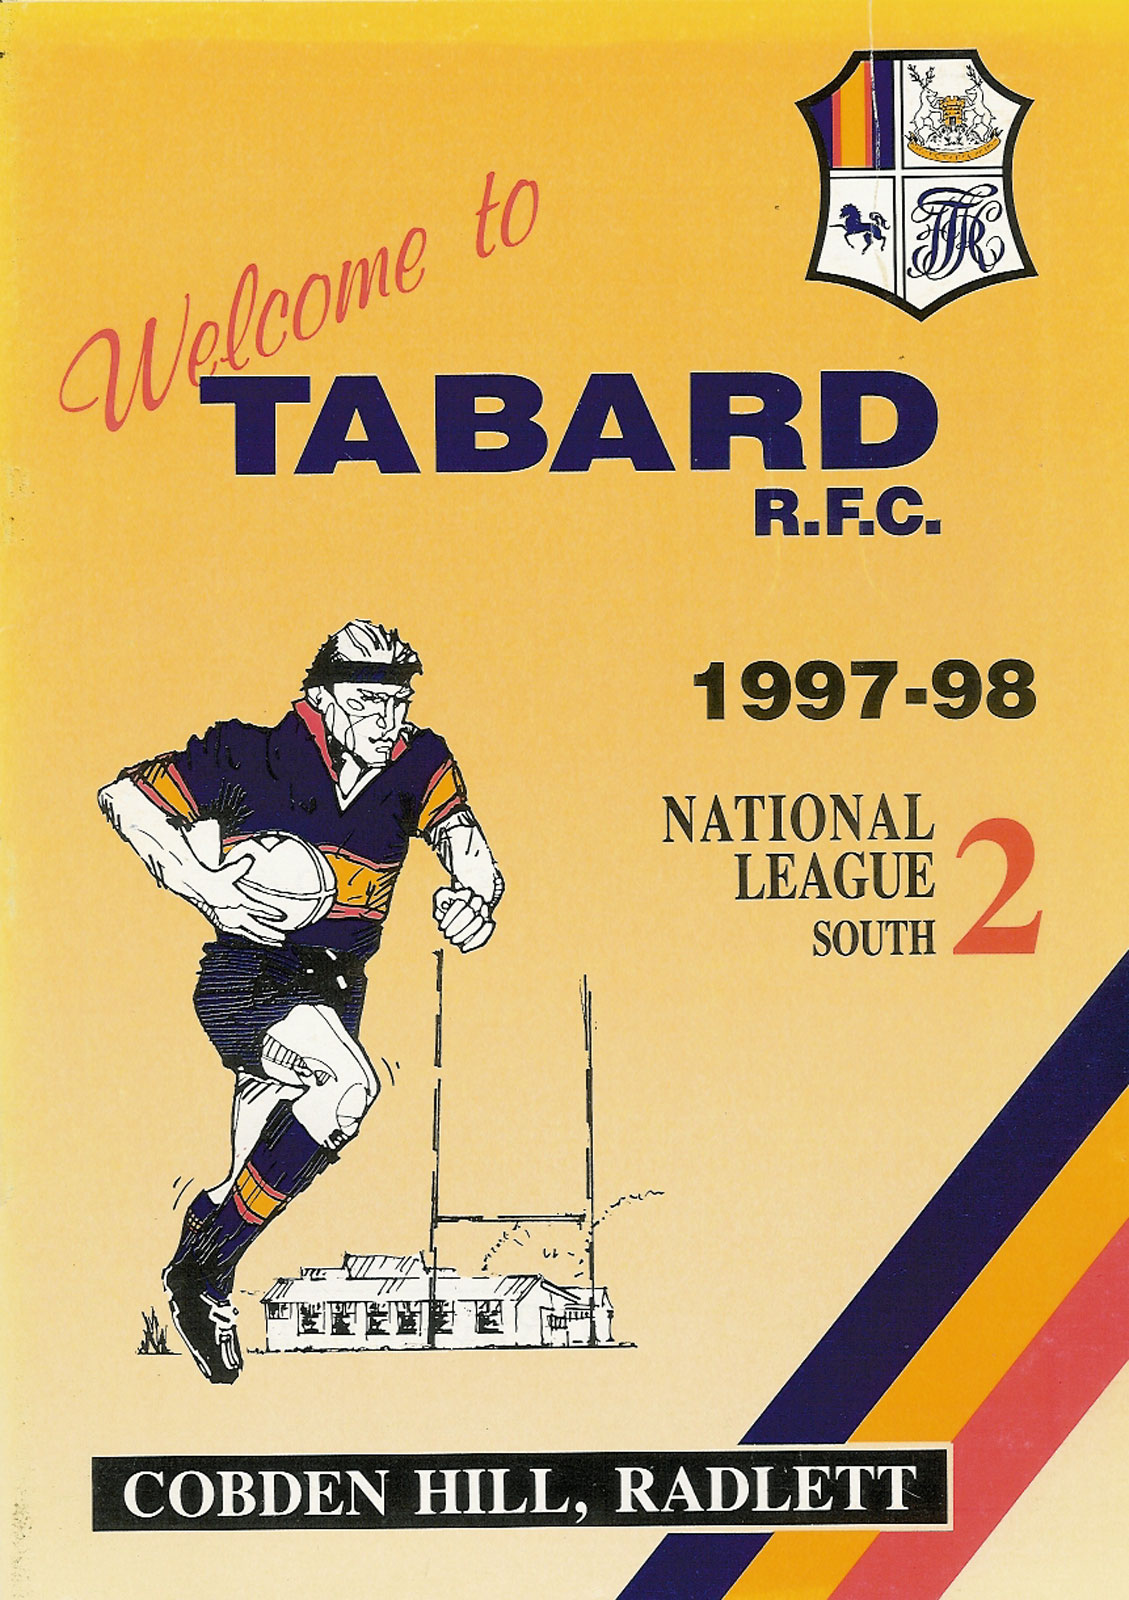 Welcome to
TABARD
R.F.C.
1997-98
NATIONAL
LEAGUE 2
SOUTH
COBDEN HILL, RADLETT